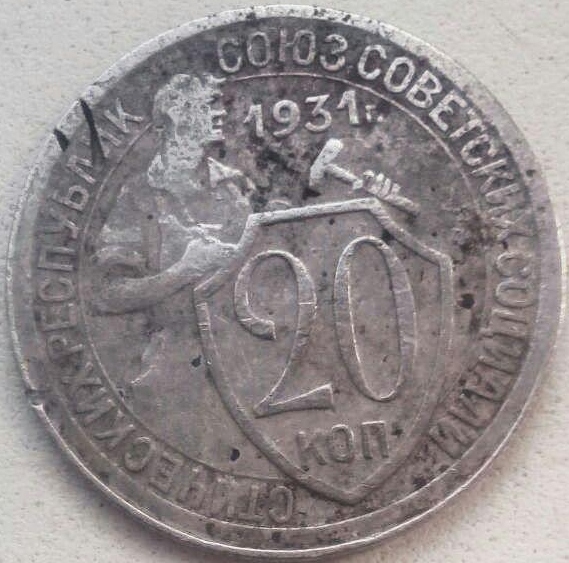 СОЮЗ СОВЕТСКИХ СОЦИАЛИСТИЧЕСКИХ РЕСПУБЛИК
1931г.
20
КОП